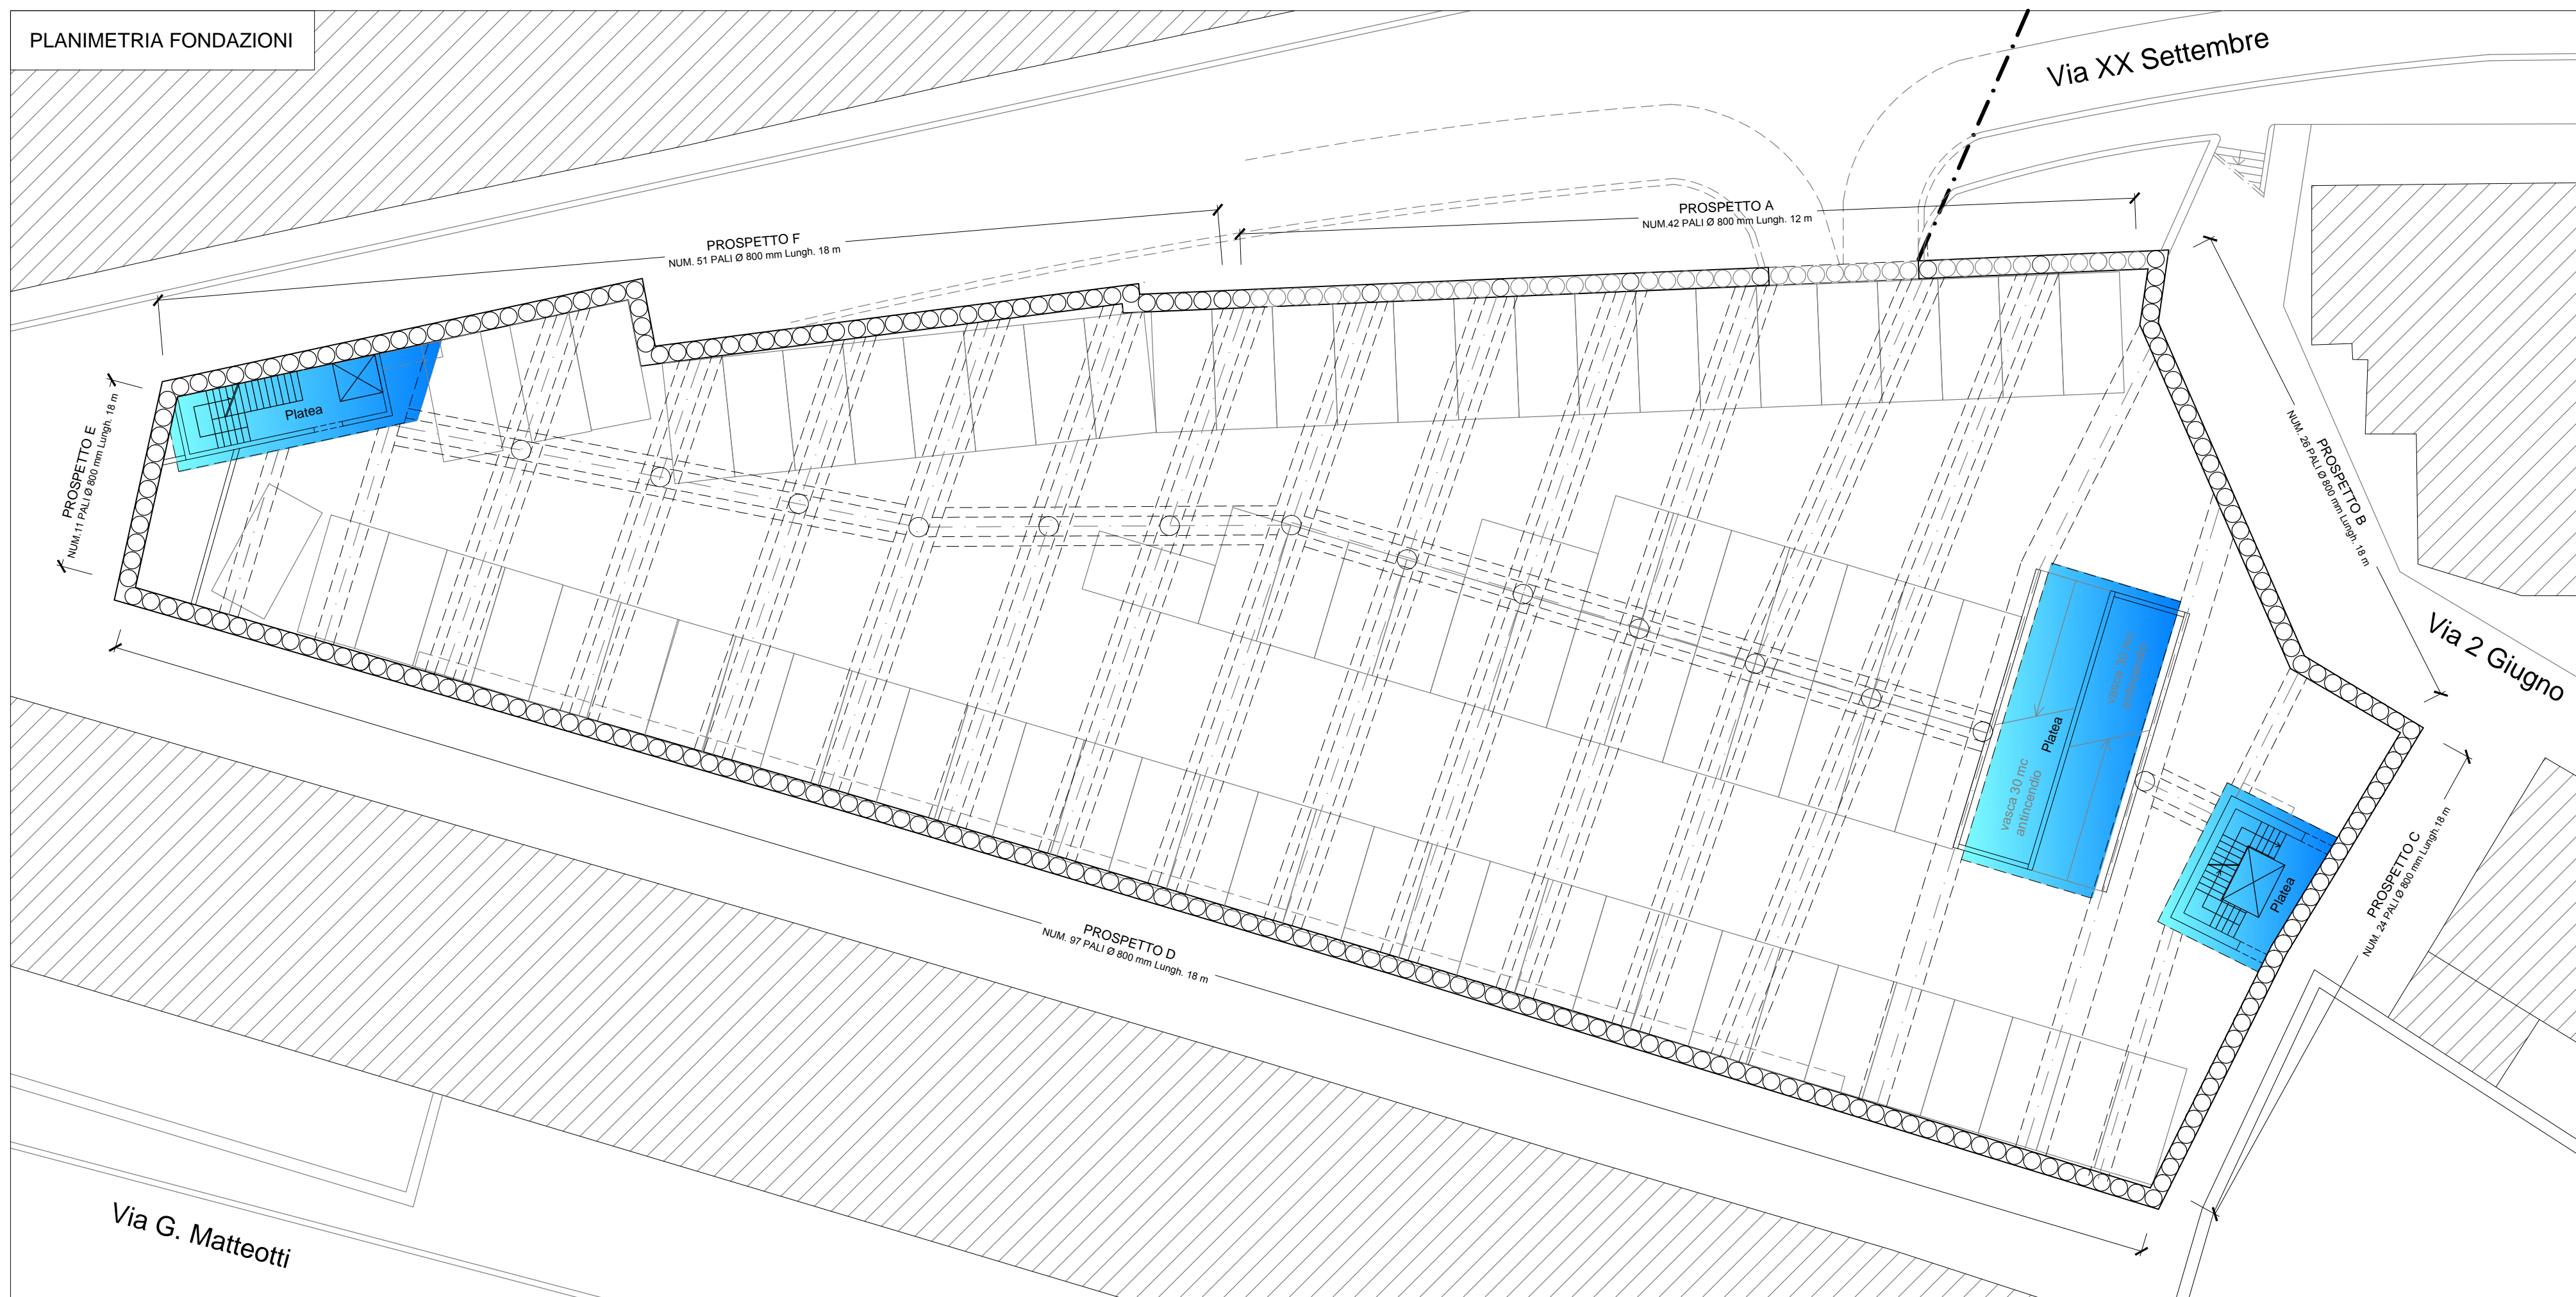 PLANIMETRIA FONDAZIONI
Via XX Settembre
PROSPETTO A
NUM.42 PALI Ø 800 mm Lungh. 12 m
PROSPETTO F
NUM. 51 PALI Ø 800 mm Lungh. 18 m
PROSPETTO E
NUM.11 PALI Ø 800 mm Lungh. 18 m
Platea
PROSPETTO B
NUM. 26 PALI Ø 800 mm Lungh. 18 m
Via 2 Giugno
vasca 30 mc
antincendio
Platea
vasca 30 mc
Platea
PROSPETTO C
NUM. 24 PALI Ø 800 mm Lungh.18 m
PROSPETTO D
NUM. 97 PALI Ø 800 mm Lungh. 18 m
Via G. Matteotti